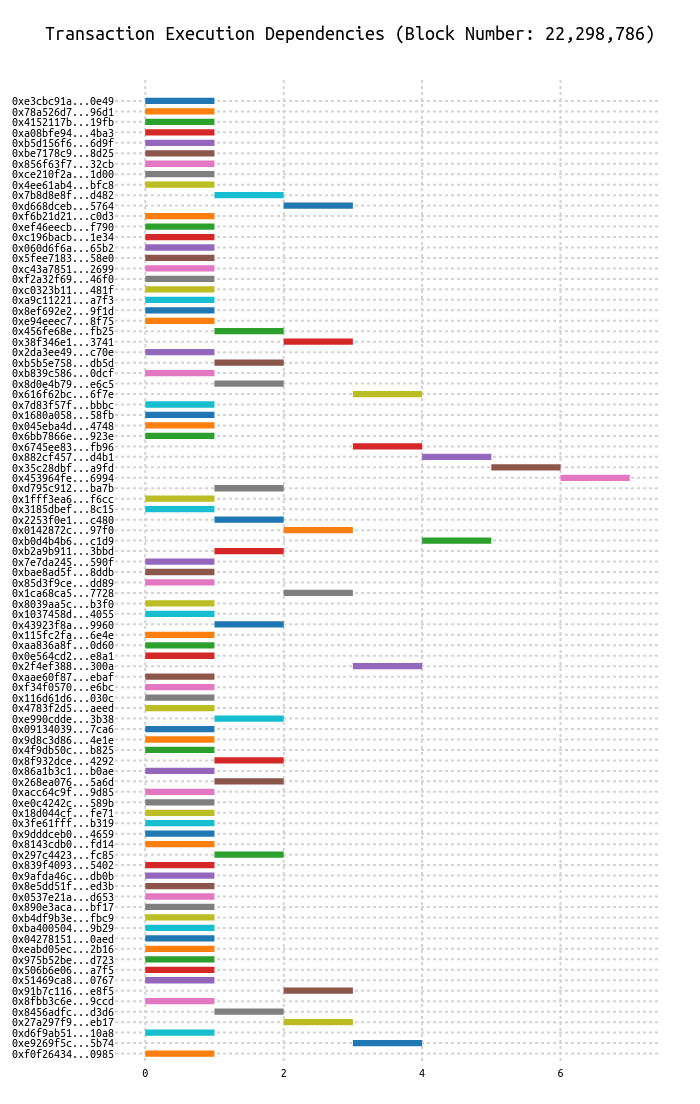 Transaction Execution Dependencies (Block Number: 22,298,786)
0xe3cbc91a...0e49
0x78a526d7...96d1
0x4152117b...19fb
0xa08bfe94...4ba3
0xb5d156f6...6d9f
0xbe7178c9...8d25
0x856f63f7...32cb
0xce210f2a...1d00
0x4ee61ab4...bfc8
0x7b8d8e8f...d482
0xd668dceb...5764
0xf6b21d21...c0d3
0xef46eecb...f790
0xc196bacb...1e34
0x060d6f6a...65b2
0x5fee7183...58e0
0xc43a7851...2699
0xf2a32f69...46f0
0xc0323b11...481f
0xa9c11221...a7f3
0x8ef692e2...9f1d
0xe94eeec7...8f75
0x456fe68e...fb25
0x38f346e1...3741
0x2da3ee49...c70e
0xb5b5e758...db5d
0xb839c586...0dcf
0x8d0e4b79...e6c5
0x616f62bc...6f7e
0x7d83f57f...bbbc
0x1680a058...58fb
0x045eba4d...4748
0x6bb7866e...923e
0x6745ee83...fb96
0x882cf457...d4b1
0x35c28dbf...a9fd
0x453964fe...6994
0xd795c912...ba7b
0x1fff3ea6...f6cc
0x3185dbef...8c15
0x2253f0e1...c480
0x0142872c...97f0
0xb0d4b4b6...c1d9
0xb2a9b911...3bbd
0x7e7da245...590f
0xbae8ad5f...8ddb
0x85d3f9ce...dd89
0x1ca68ca5...7728
0x8039aa5c...b3f0
0x1037458d...4055
0x43923f8a...9960
0x115fc2fa...6e4e
0xaa836a8f...0d60
0x0e564cd2...e8a1
0x2f4ef388...300a
0xaae60f87...ebaf
0xf34f0570...e6bc
0x116d61d6...030c
0x4783f2d5...aeed
0xe990cdde...3b38
0x09134039...7ca6
0x9d8c3d86...4e1e
0x4f9db50c...b825
0x8f932dce...4292
0x86a1b3c1...b0ae
0x268ea076...5a6d
0xacc64c9f...9d85
0xe0c4242c...589b
0x18d044cf...fe71
0x3fe61fff...b319
0x9dddceb0...4659
0x8143cdb0...fd14
0x297c4423...fc85
0x839f4093...5402
0x9afda46c...db0b
0x8e5dd51f...ed3b
0x0537e21a...d653
0x890e3aca...bf17
0xb4df9b3e...fbc9
0xba400504...9b29
0x04278151...0aed
0xeabd05ec...2b16
0x975b52be...d723
0x506b6e06...a7f5
0x51469ca8...0767
0x91b7c116...e8f5
0x8fbb3c6e...9ccd
0x8456adfc...d3d6
0x27a297f9...eb17
0xd6f9ab51...10a8
0xe9269f5c...5b74
0xf0f26434...0985
0 2 4 6